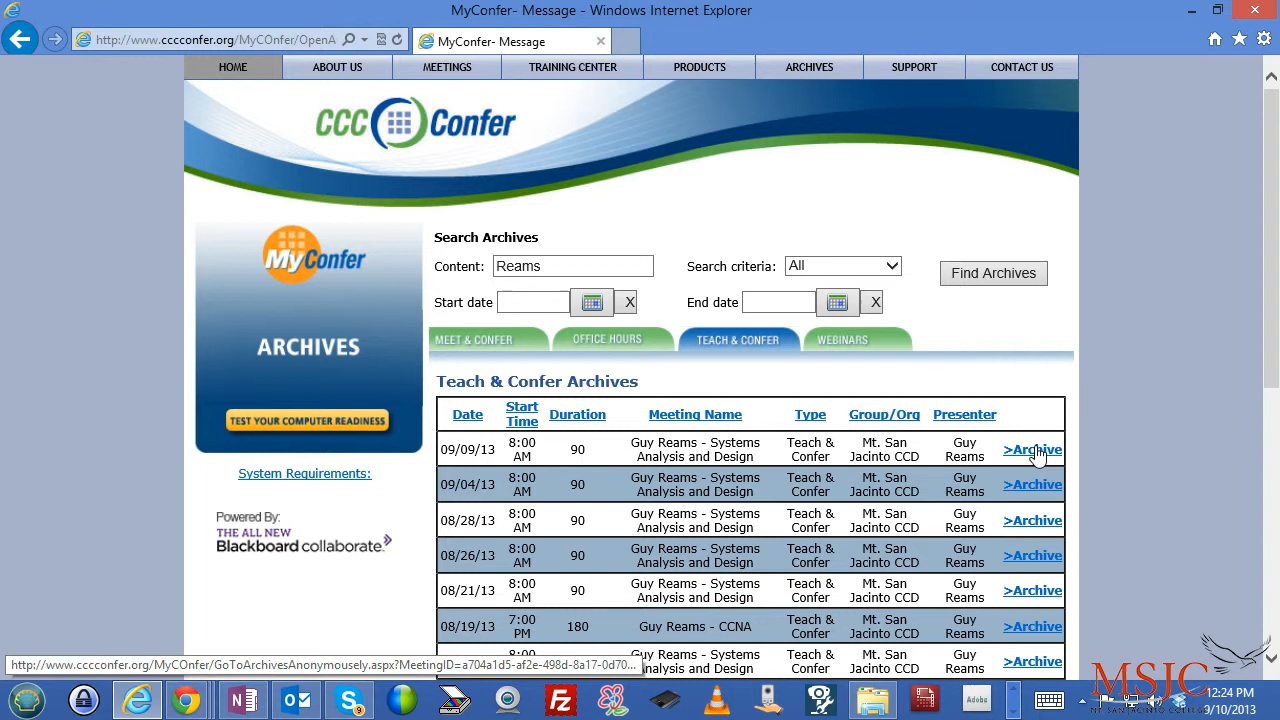 MyConfer- Message - Windows Internet Explorer
http://www.cccconfer.org/MyCOnfer/OpenA
MyConfer- Message
HOME ABOUT US MEETINGS TRAINING CENTER PRODUCTS ARCHIVES SUPPORT CONTACT US
CCC Confer
MyConfer
ARCHIVES
TEST YOUR COMPUTER READINESS
System Requirements:
Powered By:
THE ALL NEW
Blackboard collaborate
Search Archives
Content: Reams Search criteria: All Find Archives
Start date X End date X
MEET & CONFER OFFICE HOURS TEACH & CONFER WEBINARS
Teach & Confer Archives
Date Start Time Duration Meeting Name Type Group/Org Presenter
09/09/13 8:00 AM 90 Guy Reams - Systems Analysis and Design Teach & Confer Mt. San Jacinto CCD Guy Reams >Archive
09/04/13 8:00 AM 90 Guy Reams - Systems Analysis and Design Teach & Confer Mt. San Jacinto CCD Guy Reams >Archive
08/28/13 8:00 AM 90 Guy Reams - Systems Analysis and Design Teach & Confer Mt. San Jacinto CCD Guy Reams >Archive
08/26/13 8:00 AM 90 Guy Reams - Systems Analysis and Design Teach & Confer Mt. San Jacinto CCD Guy Reams >Archive
08/21/13 8:00 AM 90 Guy Reams - Systems Analysis and Design Teach & Confer Mt. San Jacinto CCD Guy Reams >Archive
08/19/13 7:00 PM 180 Guy Reams - CCNA Teach & Confer Mt. San Jacinto CCD Guy Reams >Archive
Analysis and Design Confer Jacinto CCD Reams >Archive
http://www.cccconfer.org/MyCOnfer/GoToArchivesAnonymousely.aspx?MeetingID=a704a1d5-af2e-498d-8a17-0d70...
MSJC
MT. SAN JACINTO COLLEGE
Adobe
12:24 PM
9/10/2013